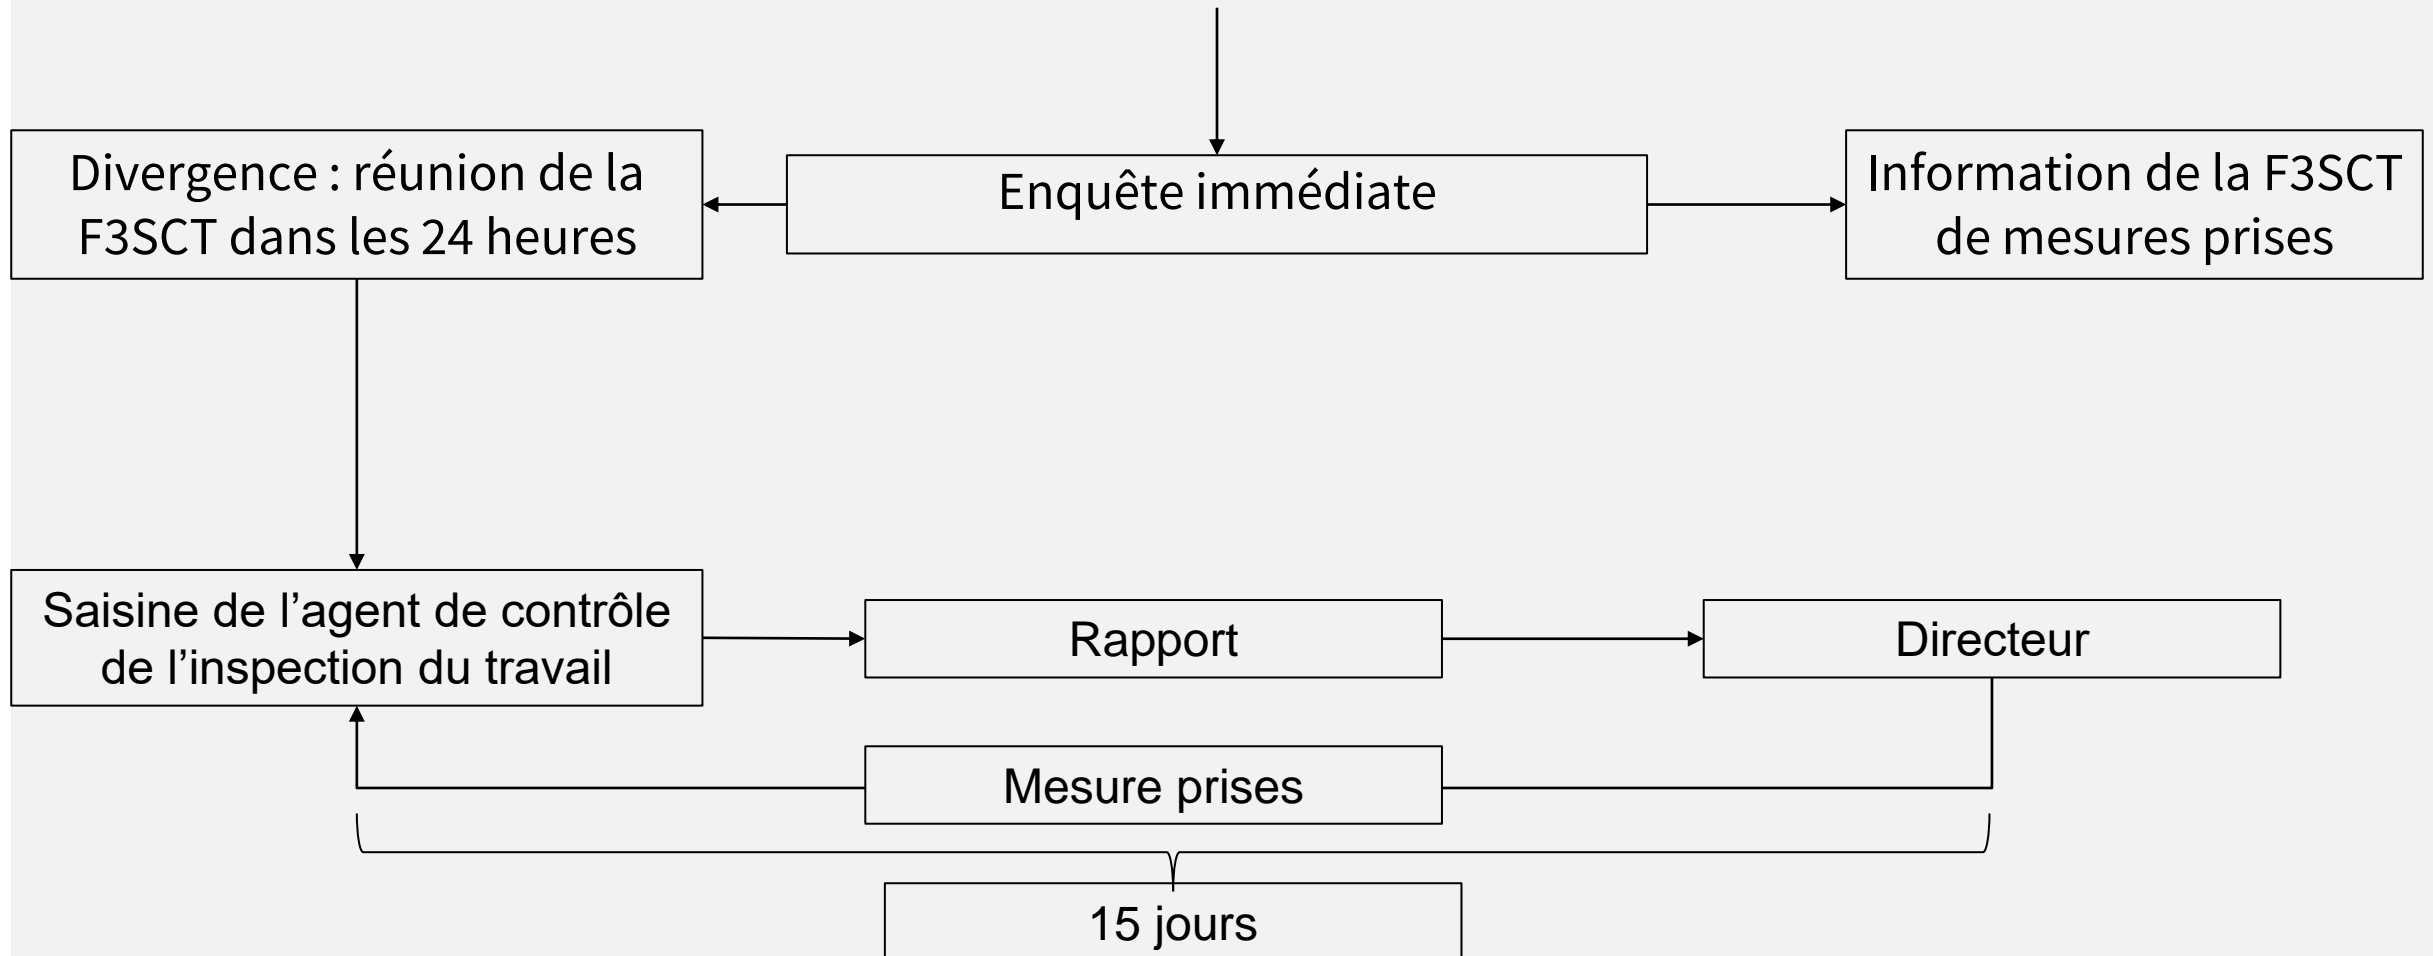 Divergence : réunion de la
F3SCT dans les 24 heures
Enquête immédiate
Information de la F3SCT
de mesures prises
Saisine de l’agent de contrôle
de l’inspection du travail
Rapport
Directeur
Mesure prises
15 jours